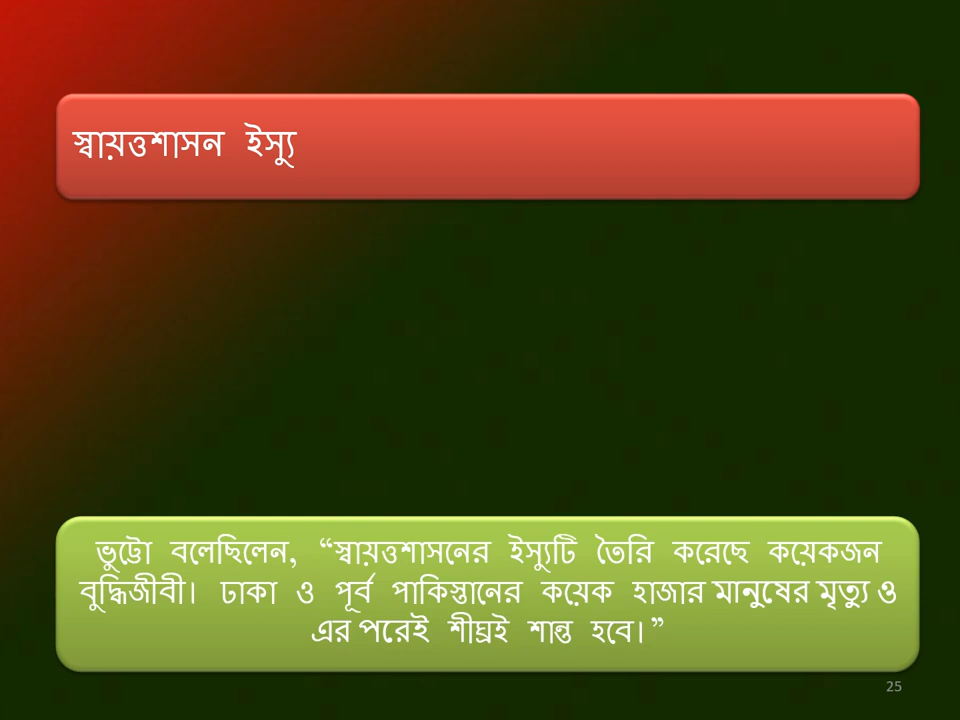 স্বায়ত্তশাসন ইস্যু
ভুট্টো বলেছিলেন, “স্বায়ত্তশাসনের ইস্যুটি তৈরি করেছে কয়েকজন
বুদ্ধিজীবী। ঢাকা ও পূর্ব পাকিস্তানের কয়েক হাজার মানুষের মৃত্যু ও
এর পরেই শীঘ্রই শান্ত হবে।”
25